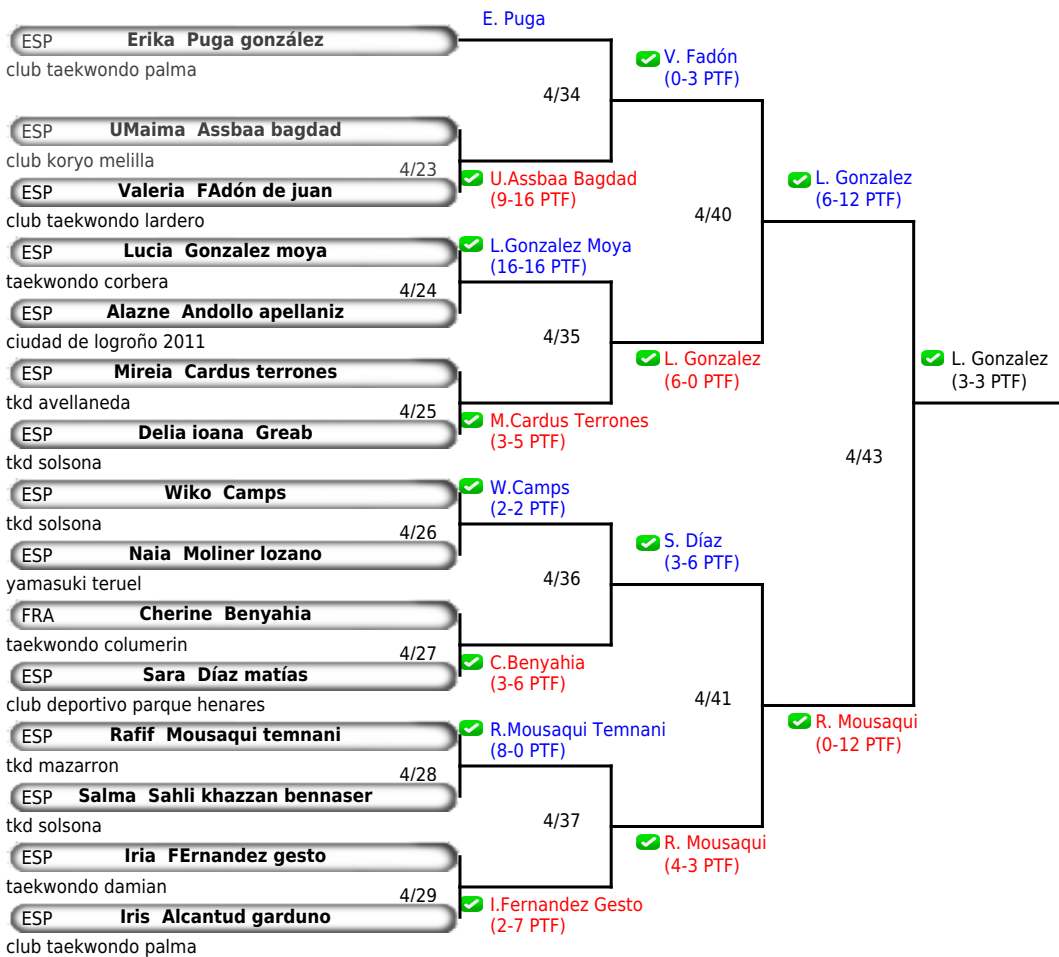 E. Puga
ESP Erika Puga gonzález
club taekwondo palma
V. Fadón
(0-3 PTF)
4/34
ESP UMaima Assbaa bagdad
club koryo melilla
4/23
U.Assbaa Bagdad
(9-16 PTF)
ESP Valeria FAdón de juan
club taekwondo lardero
L. Gonzalez
(6-12 PTF)
4/40
ESP Lucia Gonzalez moya
taekwondo corbera
L.Gonzalez Moya
(16-16 PTF)
4/24
ESP Alazne Andollo apellaniz
ciudad de logroño 2011
4/35
L. Gonzalez
(6-0 PTF)
L. Gonzalez
(3-3 PTF)
ESP Mireia Cardus terrones
tkd avellaneda
4/25
M.Cardus Terrones
(3-5 PTF)
ESP Delia ioana Greab
tkd solsona
4/43
ESP Wiko Camps
tkd solsona
W.Camps
(2-2 PTF)
4/26
ESP Naia Moliner lozano
yamasuki teruel
S. Díaz
(3-6 PTF)
4/36
FRA Cherine Benyahia
taekwondo columerin
4/27
C.Benyahia
(3-6 PTF)
ESP Sara Díaz matías
club deportivo parque henares
4/41
R. Mousaqui
(0-12 PTF)
ESP Rafif Mousaqui temnani
tkd mazarron
R.Mousaqui Temnani
(8-0 PTF)
4/28
ESP Salma Sahli khazzan bennaser
tkd solsona
4/37
R. Mousaqui
(4-3 PTF)
ESP Iria FErnandez gesto
taekwondo damian
4/29
I.Fernandez Gesto
(2-7 PTF)
ESP Iris Alcantud garduno
club taekwondo palma